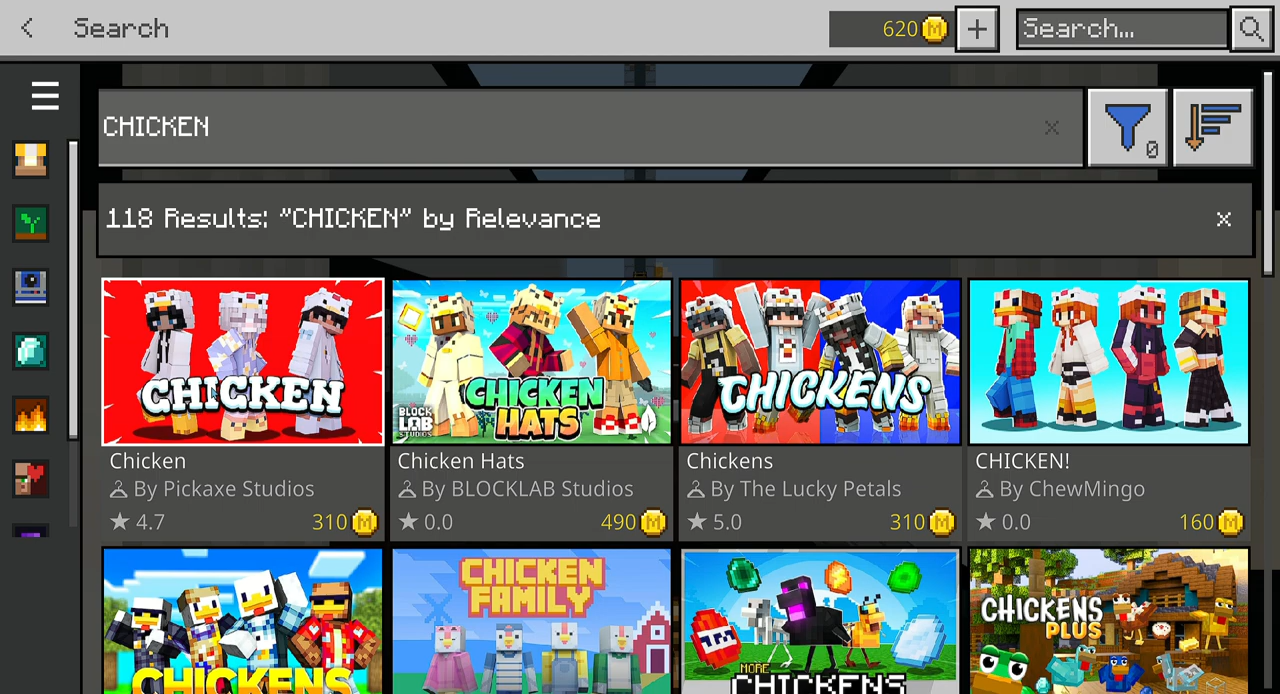 Search
620
Search...
CHICKEN
0
118 Results: "CHICKEN" by Relevance
CHICKEN
CHICKEN
HATS
BLOCK
LAB
STUDIOS
CHICKENS
Chicken
By Pickaxe Studios
4.7
310
Chicken Hats
By BLOCKLAB Studios
0.0
490
Chickens
By The Lucky Petals
5.0
310
CHICKEN!
By ChewMingo
0.0
160
CHICKENS
CHICKEN
FAMILY
TNT
MORE
CHICKENS
CHICKENS
PLUS